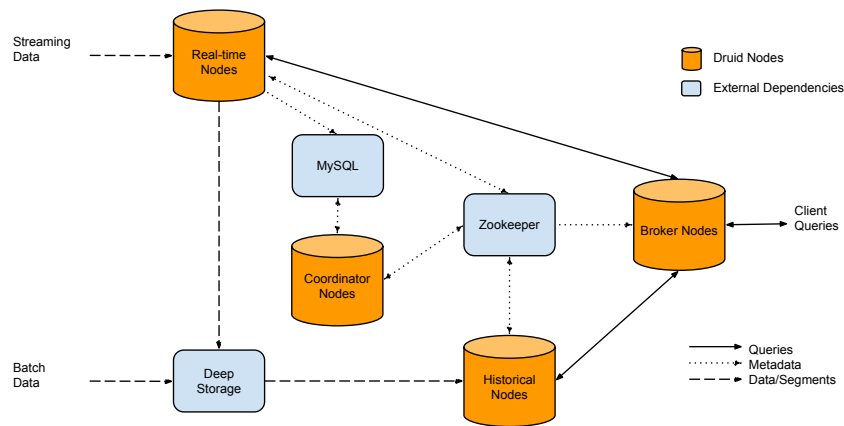 Streaming
Data
Real-time
Nodes
Druid Nodes
External Dependencies
MySQL
Zookeeper
Broker Nodes
Client
Queries
Coordinator
Nodes
Batch
Data
Deep
Storage
Historical
Nodes
Queries
Metadata
Data/Segments